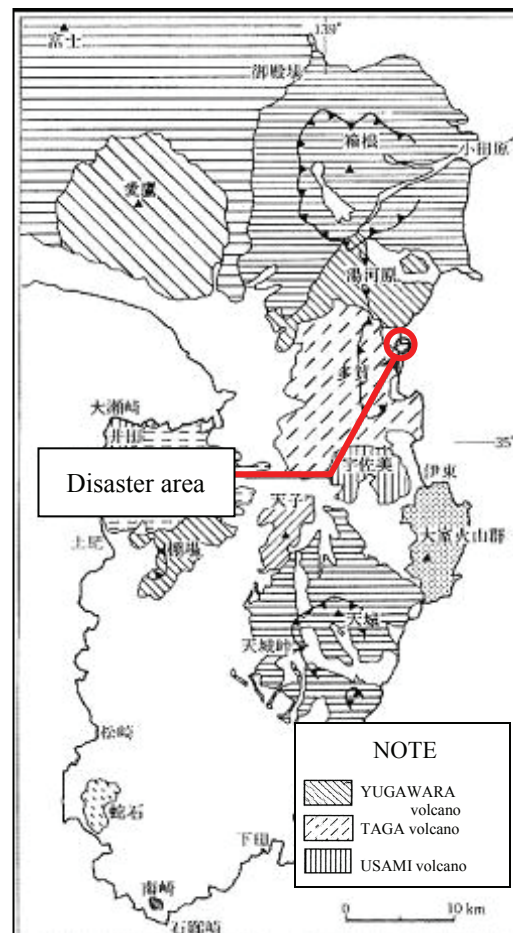 富士
139°
御殿場
箱根
小田原
愛鷹
湯河原
多賀
大瀬崎
井田
35°
Disaster area
宇佐美
伊東
天子
土肥
棚場
大室火山群
天城
天城峠
松崎
NOTE
YUGAWARA
volcano
TAGA volcano
USAMI volcano
蛇石
下田
南崎
石廊崎
0 10 km